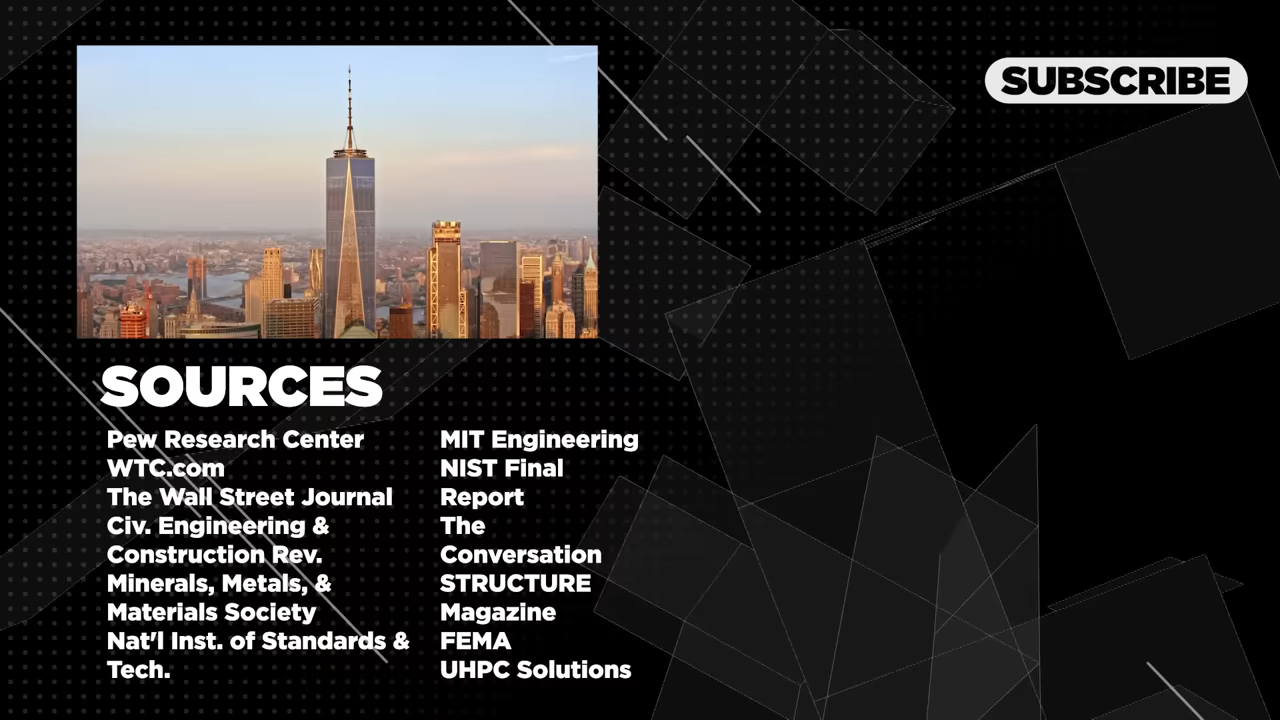 SUBSCRIBE
SOURCES
Pew Research Center
WTC.com
The Wall Street Journal
Civ. Engineering &
Construction Rev.
Minerals, Metals, &
Materials Society
Nat'l Inst. of Standards &
Tech.
MIT Engineering
NIST Final
Report
The
Conversation
STRUCTURE
Magazine
FEMA
UHPC Solutions